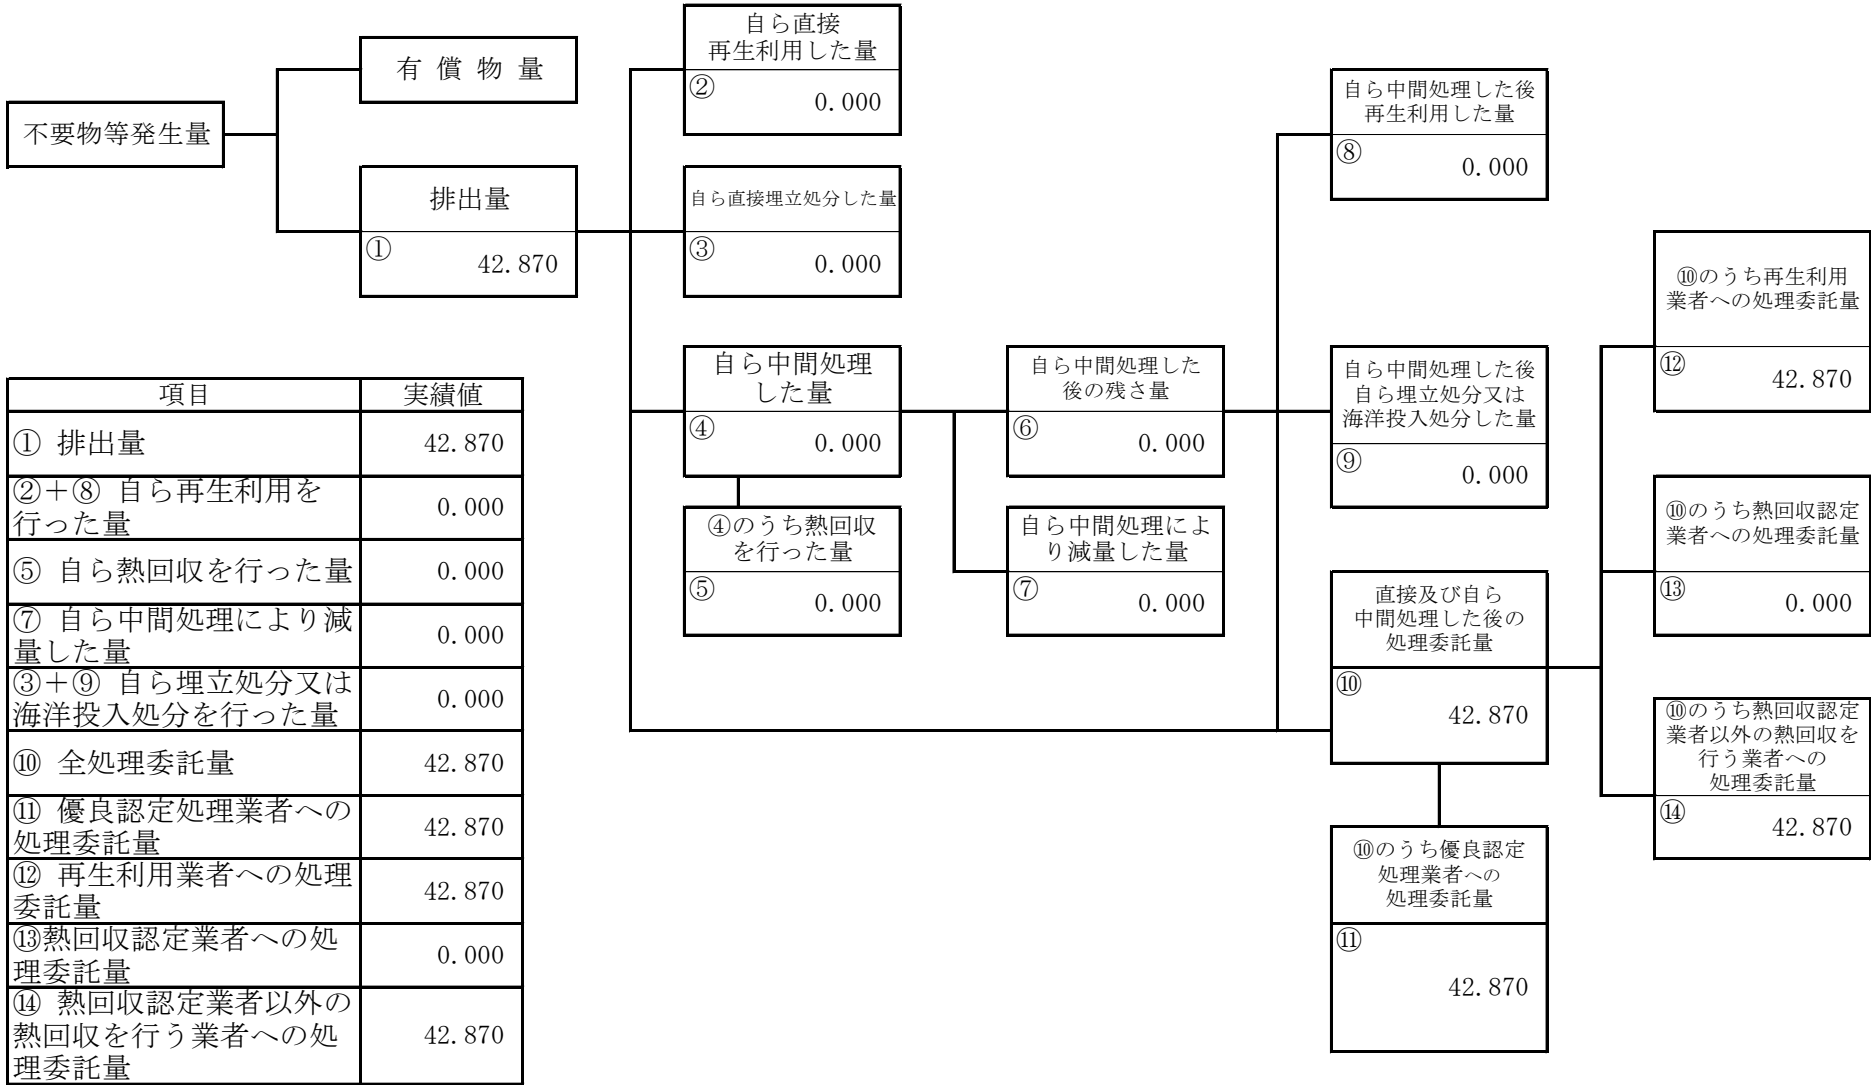 不要物等発生量
有 償 物 量
排出量
①
42.870
自ら直接
再生利用した量
②
0.000
自ら直接埋立処分した量
③
0.000
自ら中間処理
した量
④
0.000
④のうち熱回収
を行った量
⑤
0.000
自ら中間処理した
後の残さ量
⑥
0.000
自ら中間処理によ
り減量した量
⑦
0.000
自ら中間処理した後
再生利用した量
⑧
0.000
自ら中間処理した後
自ら埋立処分又は
海洋投入処分した量
⑨
0.000
直接及び自ら
中間処理した後の
処理委託量
⑩
42.870
⑩のうち優良認定
処理業者への
処理委託量
⑪
42.870
⑩のうち再生利用
業者への処理委託量
⑫
42.870
⑩のうち熱回収認定
業者への処理委託量
⑬
0.000
⑩のうち熱回収認定
業者以外の熱回収を
行う業者への
処理委託量
⑭
42.870
項目 実績値
① 排出量 42.870
②＋⑧ 自ら再生利用を
行った量
0.000
⑤ 自ら熱回収を行った量 0.000
⑦ 自ら中間処理により減
量した量
0.000
③＋⑨ 自ら埋立処分又は
海洋投入処分を行った量
0.000
⑩ 全処理委託量 42.870
⑪ 優良認定処理業者への
処理委託量
42.870
⑫ 再生利用業者への処理
委託量
42.870
⑬熱回収認定業者への処
理委託量
0.000
⑭ 熱回収認定業者以外の
熱回収を行う業者への処
理委託量
42.870